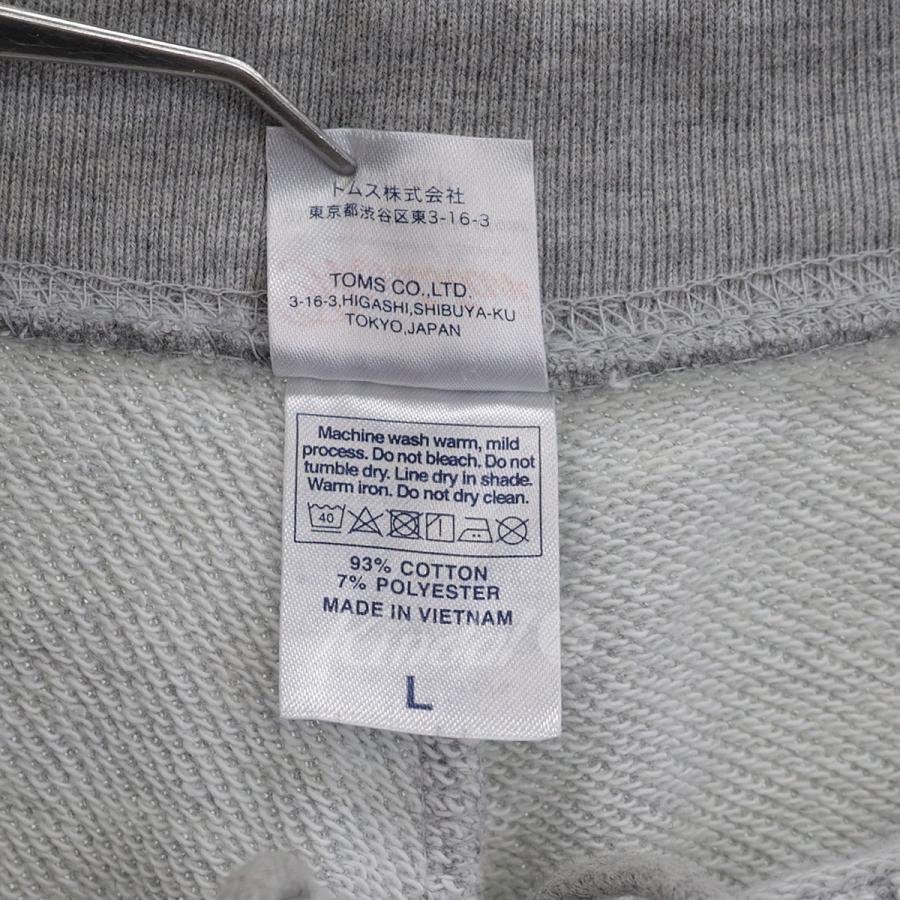 トムス株式会社
東京都渋谷区東3-16-3
TOMS CO.,LTD.
3-16-3,HIGASHI,SHIBUYA-KU
TOKYO,JAPAN
Machine wash warm, mild
process. Do not bleach. Do not
tumble dry. Line dry in shade.
Warm iron. Do not dry clean.
40
93% COTTON
7% POLYESTER
MADE IN VIETNAM
L